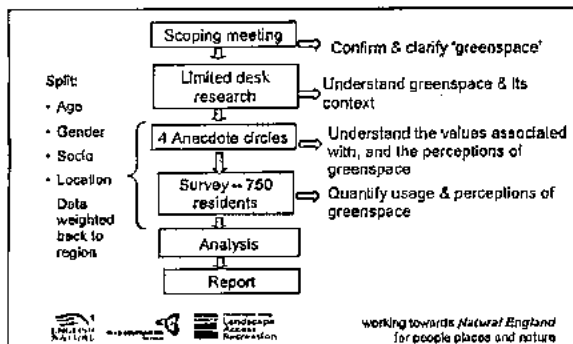 Scoping meeting
Confirm & clarify "greenspace"
Limited desk
research
Understand greenspace & its
context
Split:
• Age
• Gender
• Socio
• Location
Data
weighted
back to
region
4 Anecdote circles
Understand the values associated
with, and the perceptions of
greenspace
Survey - 750
residents
Quantify usage & perceptions of
greenspace
Analysis
Report
ENGLISH
NATURE
Landscape
Access
Recreation
working towards Natural England
for people places and nature